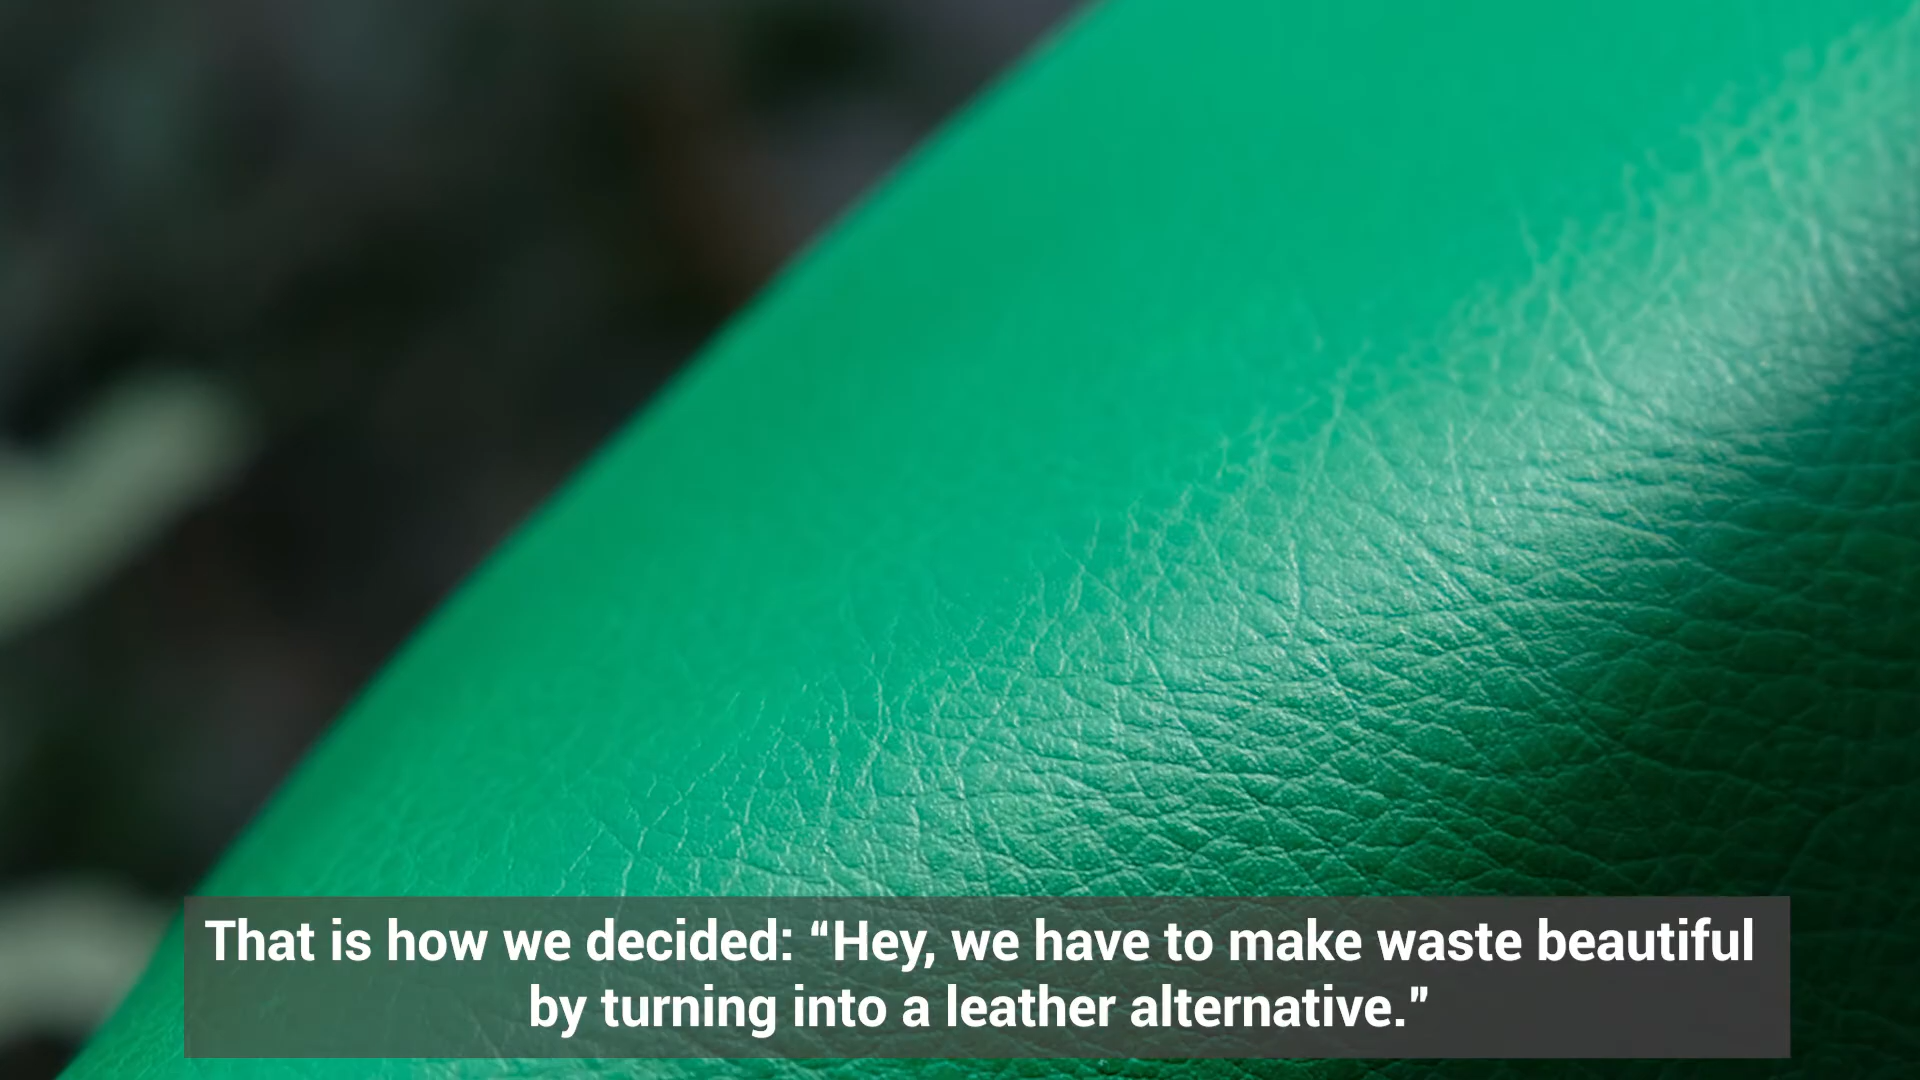 That is how we decided: “Hey, we have to make waste beautiful
by turning into a leather alternative.”